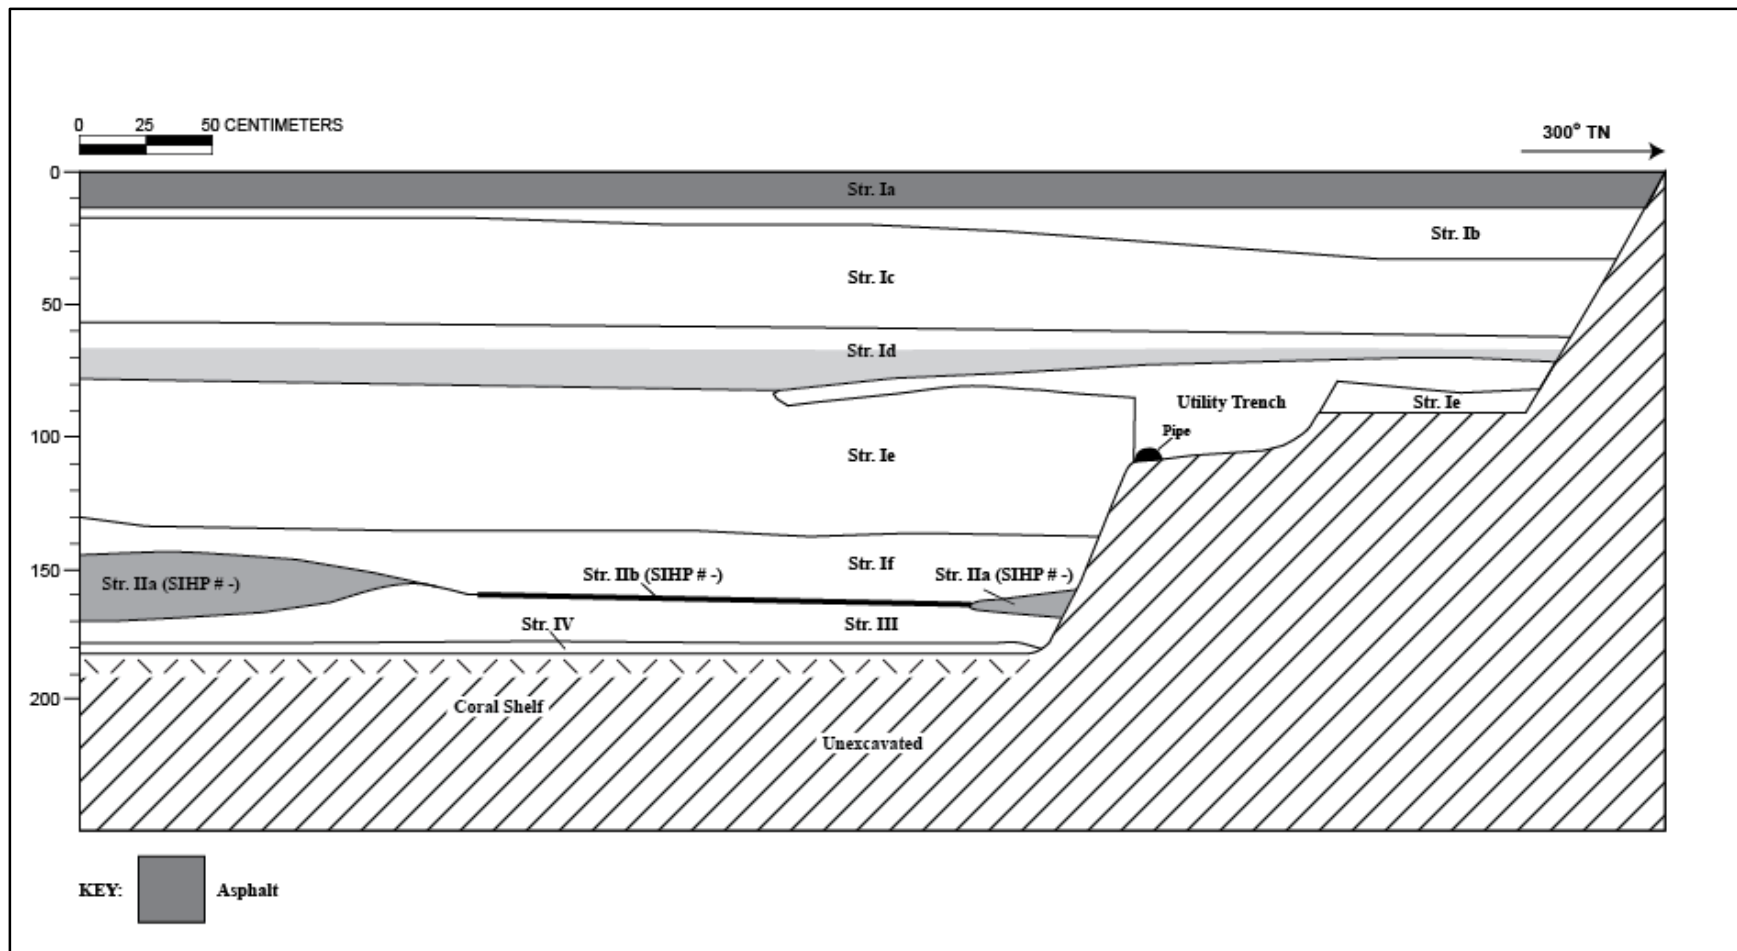 0 25 50 CENTIMETERS
300° TN
0
Str. Ia
Str. Ib
Str. Ic
50
Str. Id
Utility Trench
Str. Ie
Pipe
100
Str. Ie
Str. If
150
Str. IIa (SIHP # -)
Str. IIb (SIHP # -)
Str. IIa (SIHP # -)
Str. IV
Str. III
200
Coral Shelf
Unexcavated
KEY:
Asphalt